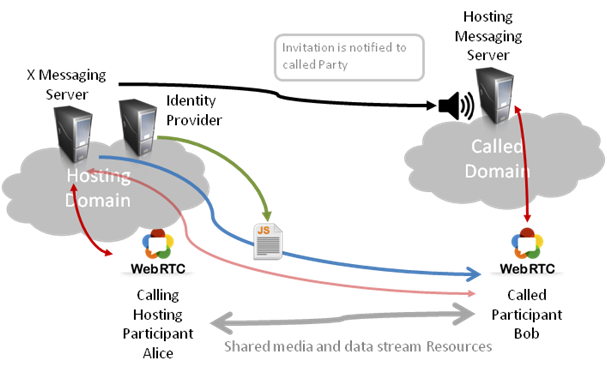 Hosting
Messaging
Server
Invitation is notified to
called Party
X Messaging
Server
Identity
Provider
Hosting
Domain
Called
Domain
JS
WebRTC
WebRTC
Calling
Hosting
Participant
Alice
Called
Participant
Bob
Shared media and data stream Resources